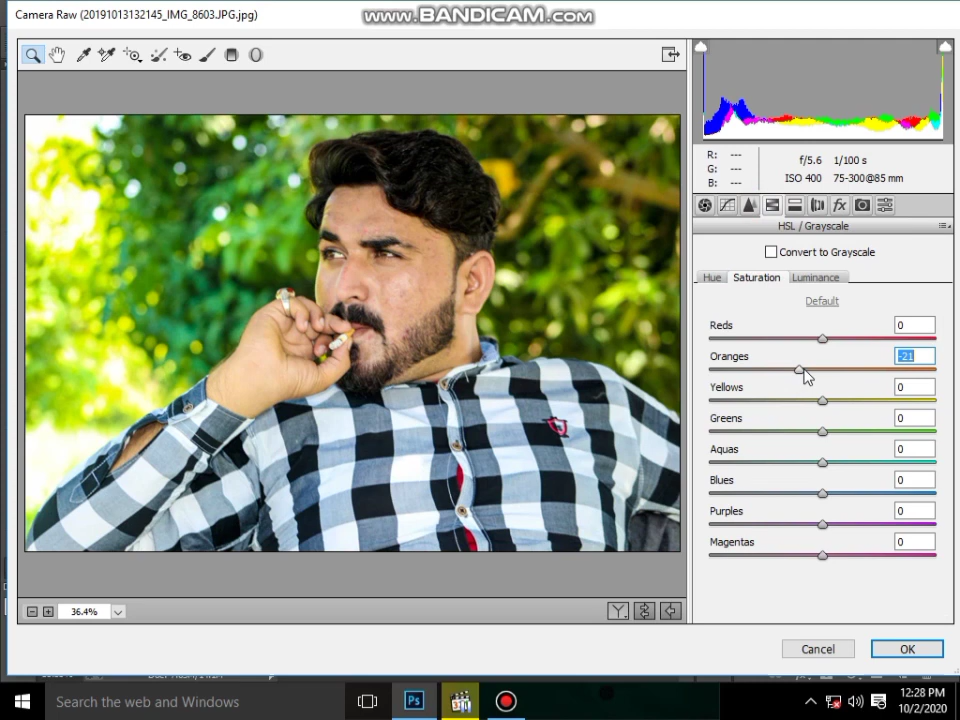 Camera Raw (20191013132145_IMG_8603.JPG.jpg)
www.BANDICAM.com
R: ---
G: ---
B: ---
f/5.6 1/100 s
ISO 400 75-300@85 mm
fx
HSL / Grayscale
Convert to Grayscale
Hue Saturation Luminance
Default
Reds 0
Oranges -21
Yellows 0
Greens 0
Aquas 0
Blues 0
Purples 0
Magentas 0
36.4%
Y
Cancel OK
Search the web and Windows
Ps
12:28 PM
10/2/2020